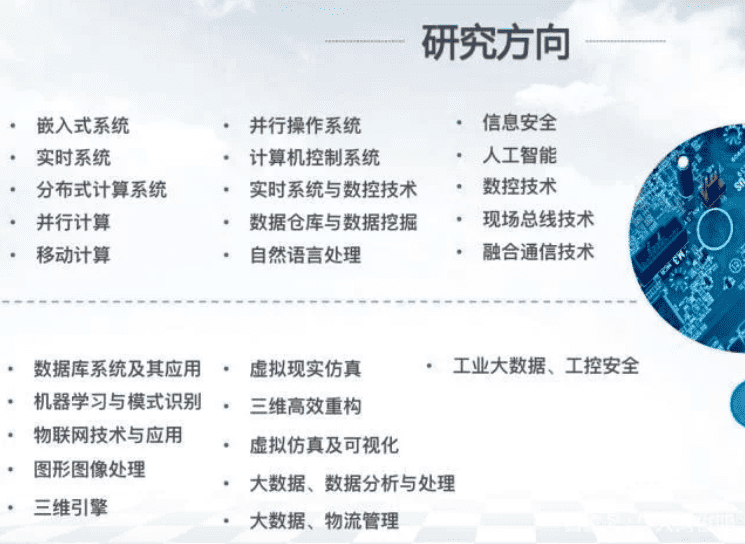 研究方向
嵌入式系统
实时系统
分布式计算系统
并行计算
移动计算
并行操作系统
计算机控制系统
实时系统与数控技术
数据仓库与数据挖掘
自然语言处理
信息安全
人工智能
数控技术
现场总线技术
融合通信技术
数据库系统及其应用
机器学习与模式识别
物联网技术与应用
图形图像处理
三维引擎
虚拟现实仿真
三维高效重构
虚拟仿真及可视化
大数据、数据分析与处理
大数据、物流管理
工业大数据、工控安全